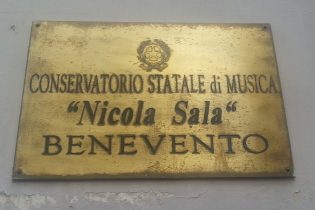 CONSERVATORIO STATALE di MUSICA
"Nicola Sala"
BENEVENTO